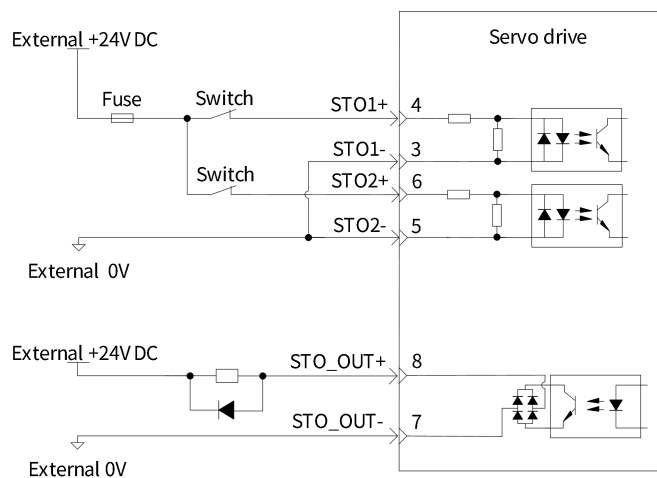 External +24V DC
Servo drive
Fuse
Switch
STO1+
4
STO1-
3
Switch
STO2+
6
STO2-
5
External 0V
External +24V DC
STO_OUT+
8
STO_OUT-
7
External 0V